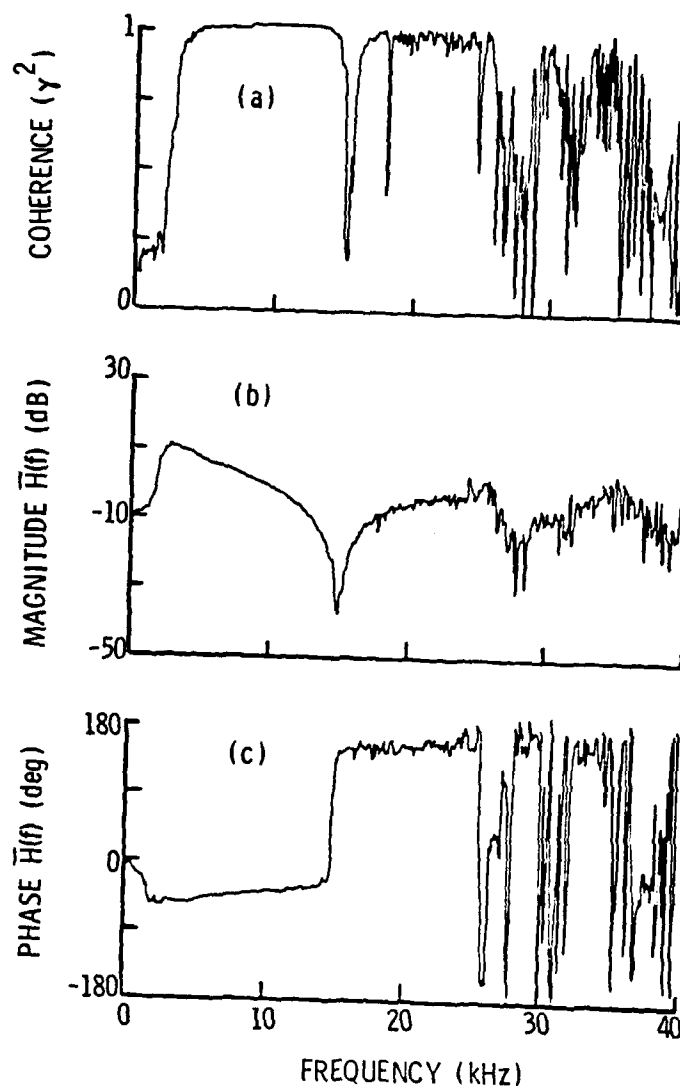 COHERENCE (γ²)
1
0
(a)
MAGNITUDE H̅(f) (dB)
30
-10
-50
(b)
PHASE H̅(f) (deg)
180
0
-180
(c)
0 10 20 30 40
FREQUENCY (kHz)